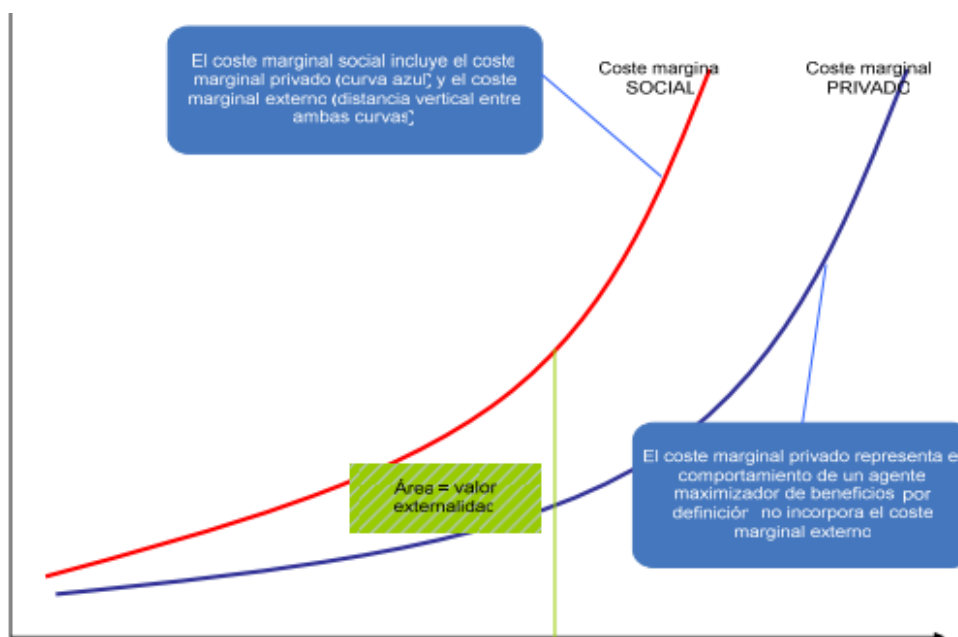 El coste marginal social incluye el coste
marginal privado (curva azul) y el coste
marginal externo (distancia vertical entre
ambas curvas)
Coste margina
SOCIAL
Coste marginal
PRIVADO
Área = valor
externalidad
El coste marginal privado representa e
comportamiento de un agente
maximizador de beneficios por
definición no incorpora el coste
marginal externo